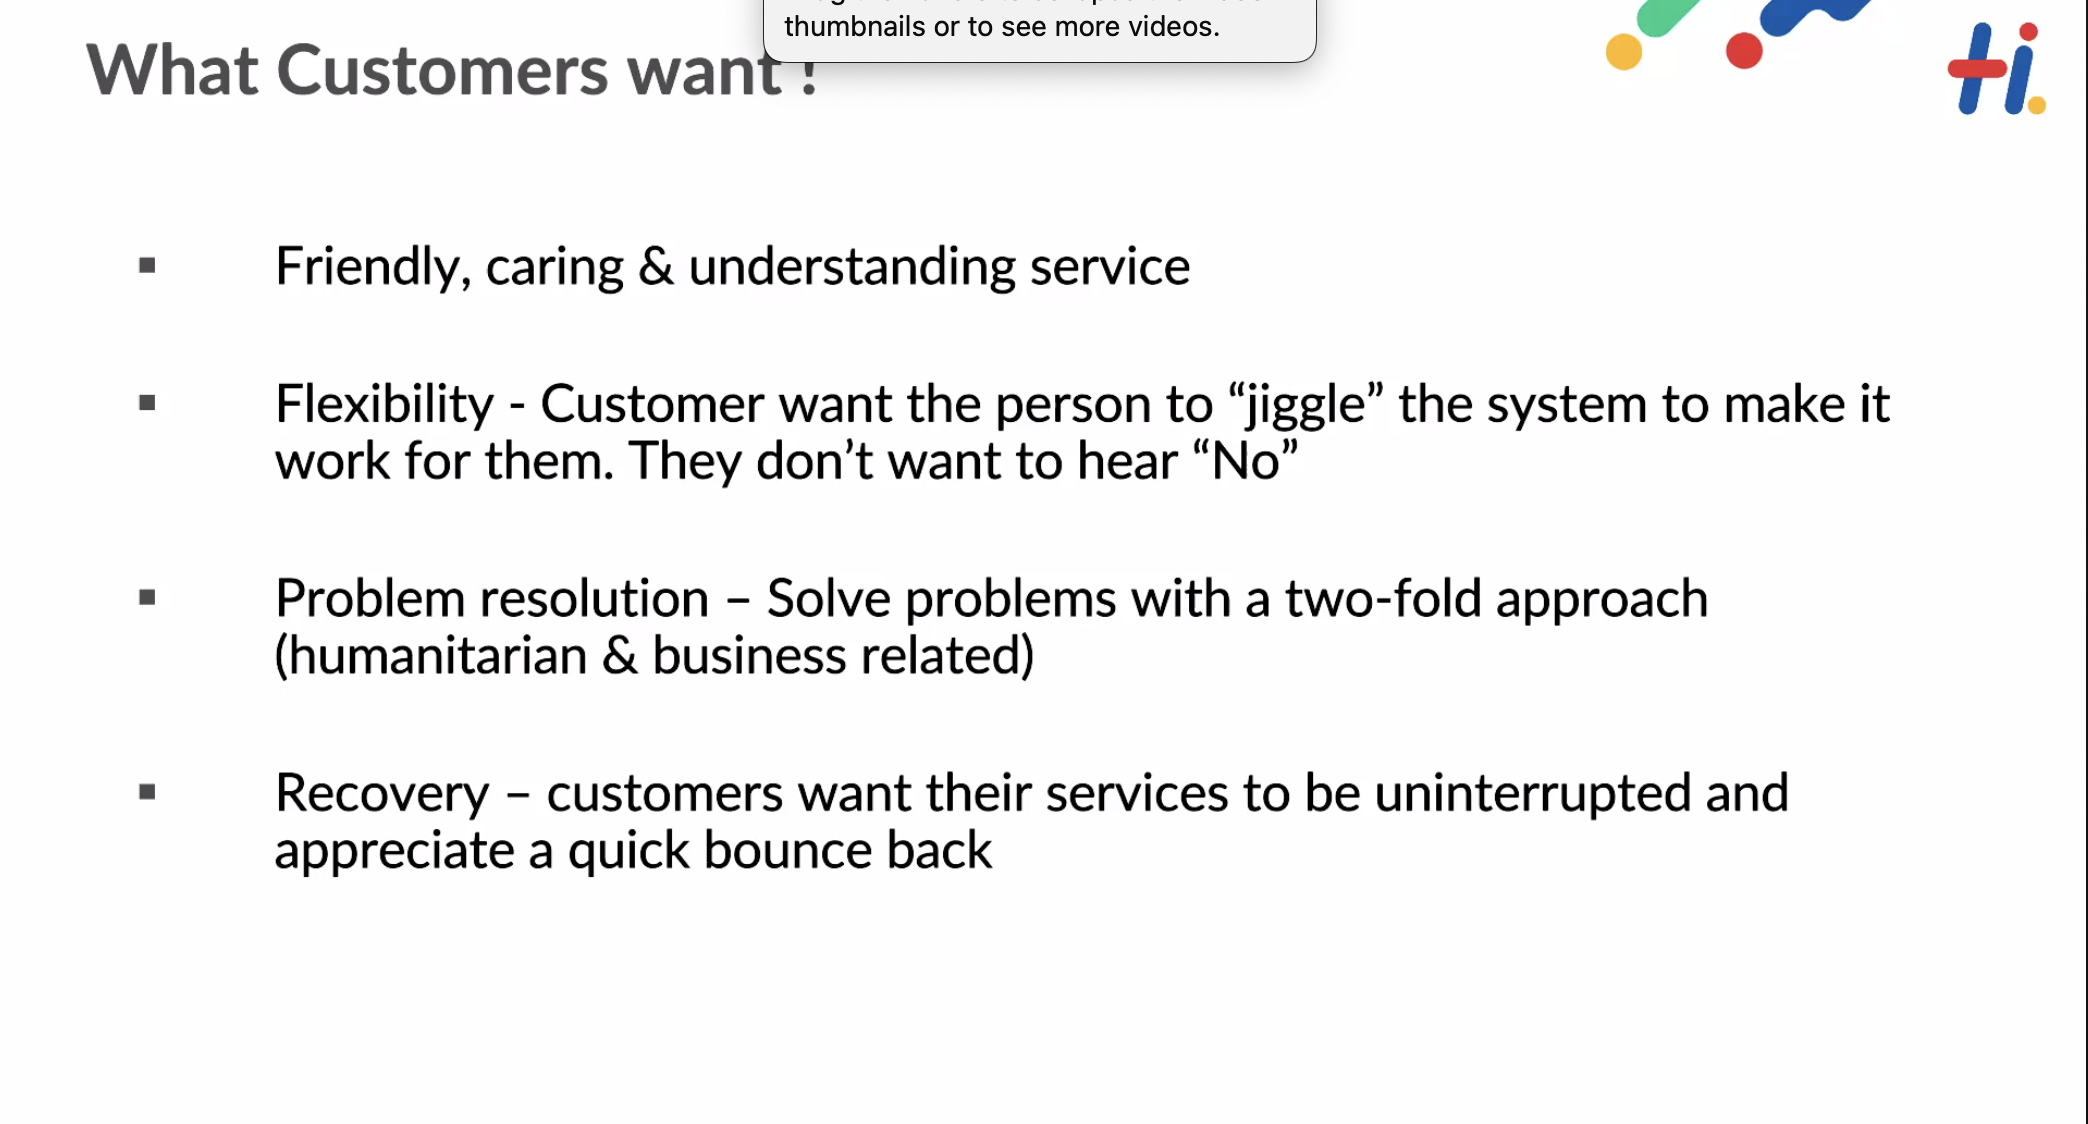 thumbnails or to see more videos.
What Customers want
Hi.
▪ Friendly, caring & understanding service
▪ Flexibility - Customer want the person to “jiggle” the system to make it
work for them. They don’t want to hear “No”
▪ Problem resolution – Solve problems with a two-fold approach
(humanitarian & business related)
▪ Recovery – customers want their services to be uninterrupted and
appreciate a quick bounce back